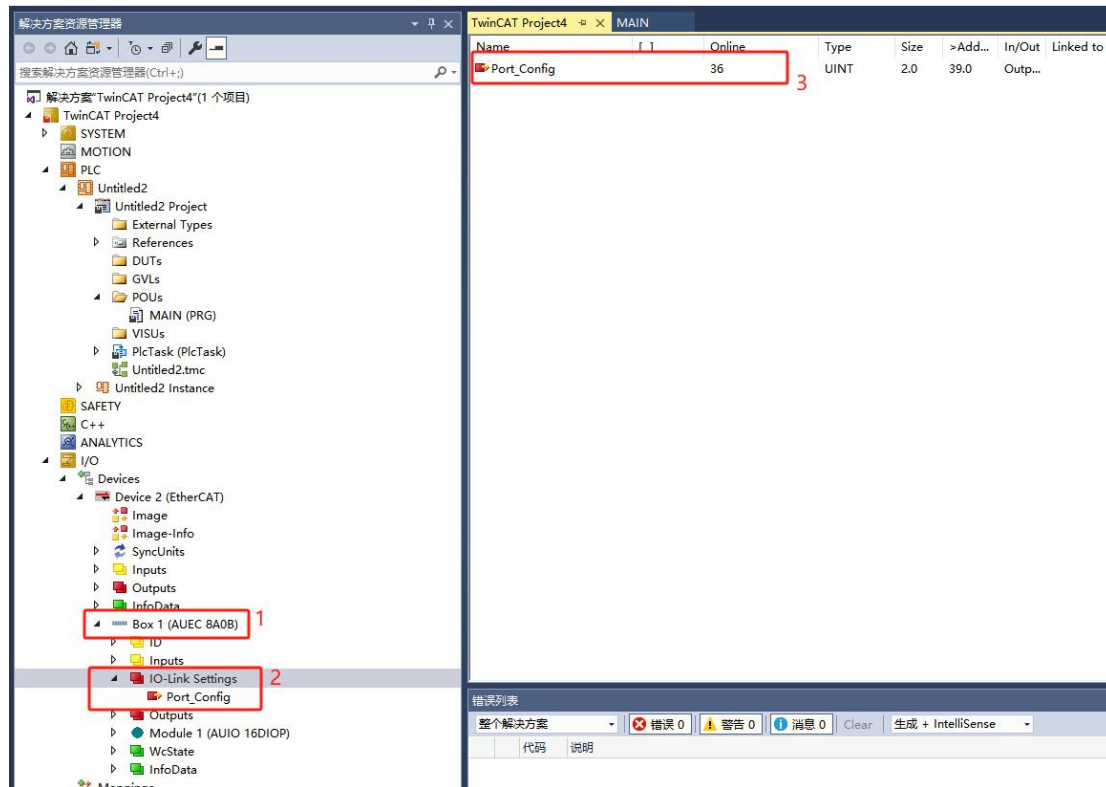 解决方案资源管理器
搜索解决方案资源管理器(Ctrl+;)
解决方案"TwinCAT Project4"(1 个项目)
TwinCAT Project4
SYSTEM
MOTION
PLC
Untitled2
Untitled2 Project
External Types
References
DUTs
GVLs
POUs
MAIN (PRG)
VISUs
PlcTask (PlcTask)
Untitled2.tmc
Untitled2 Instance
SAFETY
C++
ANALYTICS
I/O
Devices
Device 2 (EtherCAT)
Image
Image-Info
SyncUnits
Inputs
Outputs
InfoData
Box 1 (AUEC 8A0B) 1
ID
Inputs
IO-Link Settings 2
Port_Config
Outputs
Module 1 (AUIO 16DIOP)
WcState
InfoData
Mappings
TwinCAT Project4 MAIN
Name [ ] Online Type Size >Add... In/Out Linked to
Port_Config 36 UINT 2.0 39.0 Outp...
3
错误列表
整个解决方案 错误 0 警告 0 消息 0 Clear 生成 + IntelliSense
代码 说明